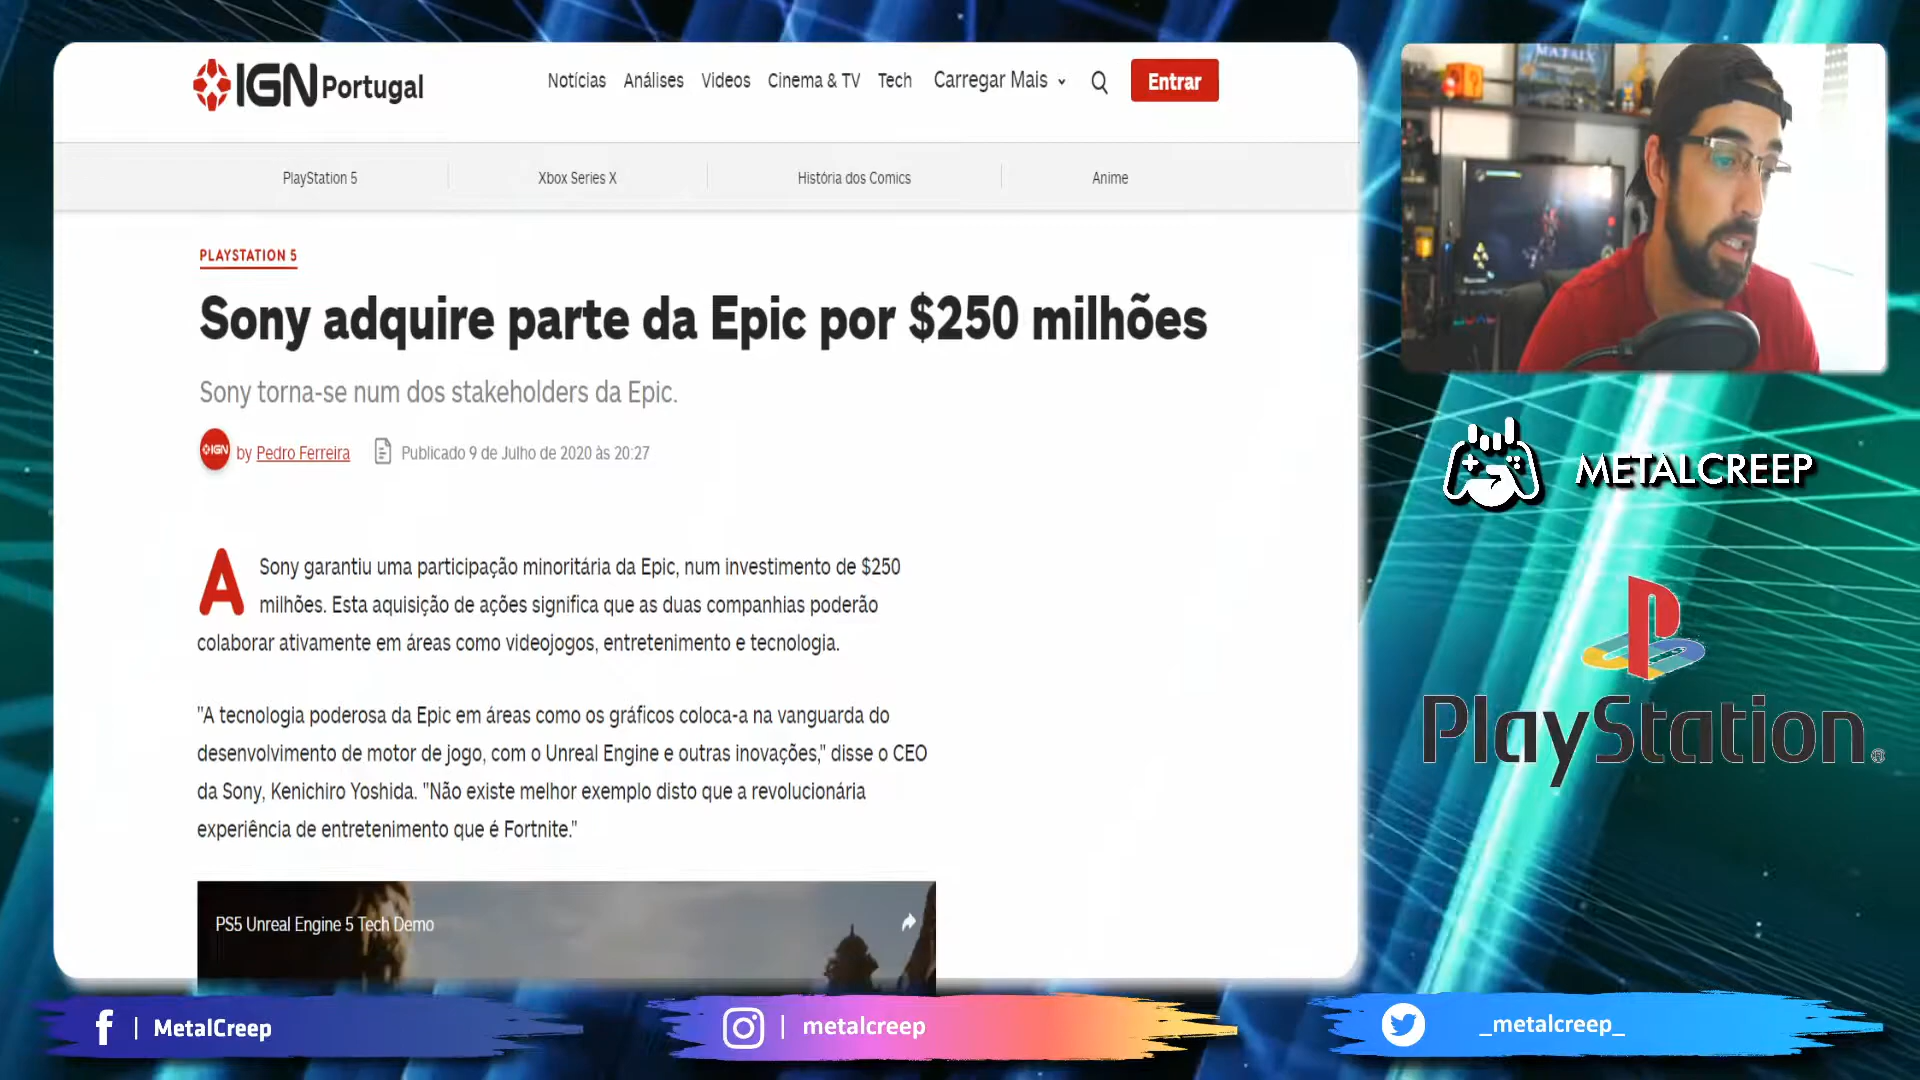 IGN Portugal
Notícias Análises Videos Cinema & TV Tech Carregar Mais Entrar
PlayStation 5 Xbox Series X História dos Comics Anime
PLAYSTATION 5
Sony adquire parte da Epic por $250 milhões
Sony torna-se num dos stakeholders da Epic.
IGN by Pedro Ferreira Publicado 9 de Julho de 2020 às 20:27
A Sony garantiu uma participação minoritária da Epic, num investimento de $250
milhões. Esta aquisição de ações significa que as duas companhias poderão
colaborar ativamente em áreas como videojogos, entretenimento e tecnologia.
"A tecnologia poderosa da Epic em áreas como os gráficos coloca-a na vanguarda do
desenvolvimento de motor de jogo, com o Unreal Engine e outras inovações," disse o CEO
da Sony, Kenichiro Yoshida. "Não existe melhor exemplo disto que a revolucionária
experiência de entretenimento que é Fortnite."
PS5 Unreal Engine 5 Tech Demo
MATRIX
METALCREEP
PlayStation®
f | MetalCreep
| metalcreep
_metalcreep_